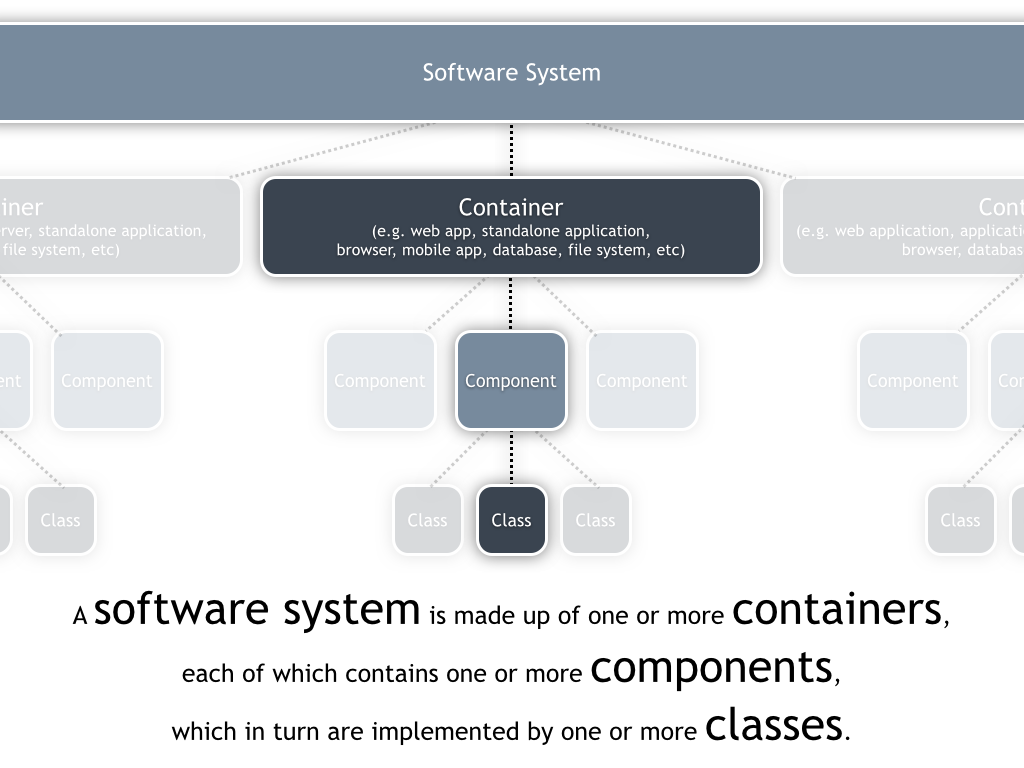 Software System
iner
rver, standalone application,
file system, etc)
Container
(e.g. web app, standalone application,
browser, mobile app, database, file system, etc)
Cont
(e.g. web application, applicati
browser, databas
ent
Component
Component
Component
Component
Component
Co
Class
Class
Class
Class
Class
A software system is made up of one or more containers,
each of which contains one or more components,
which in turn are implemented by one or more classes.